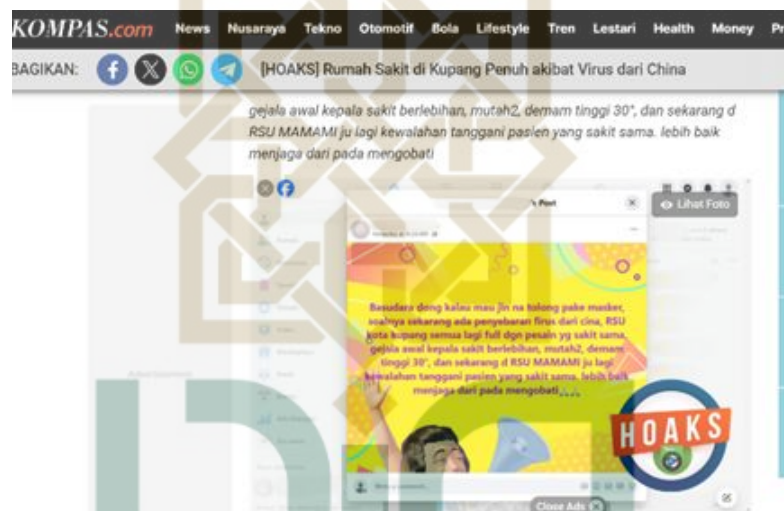 KOMPAS.com News Nusaraya Tekno Otomotif Bola Lifestyle Tren Lestari Health Money Pr
BAGIKAN: [HOAKS] Rumah Sakit di Kupang Penuh akibat Virus dari China
gejala awal kepala sakit berlebihan, mutah2, demam tinggi 30°, dan sekarang d
RSU MAMAMI ju lagi kewalahan tanggani pasien yang sakit sama. lebih baik
menjaga dari pada mengobati
Post
Lihat Foto
Basudara dong kalau mau jln na tolong pake masker,
soalnya sekarang ada penyebaran firus dari cina, RSU
kota kupang semua lagi full dgn pesain yg sakit sama,
gejala awal kepala sakit berlebihan, mutah2, demam
tinggi 30°, dan sekarang d RSU MAMAMI ju lagi
kewalahan tanggani pasien yang sakit sama. lebih baik
menjaga dari pada mengobati
HOAKS
Close Ads